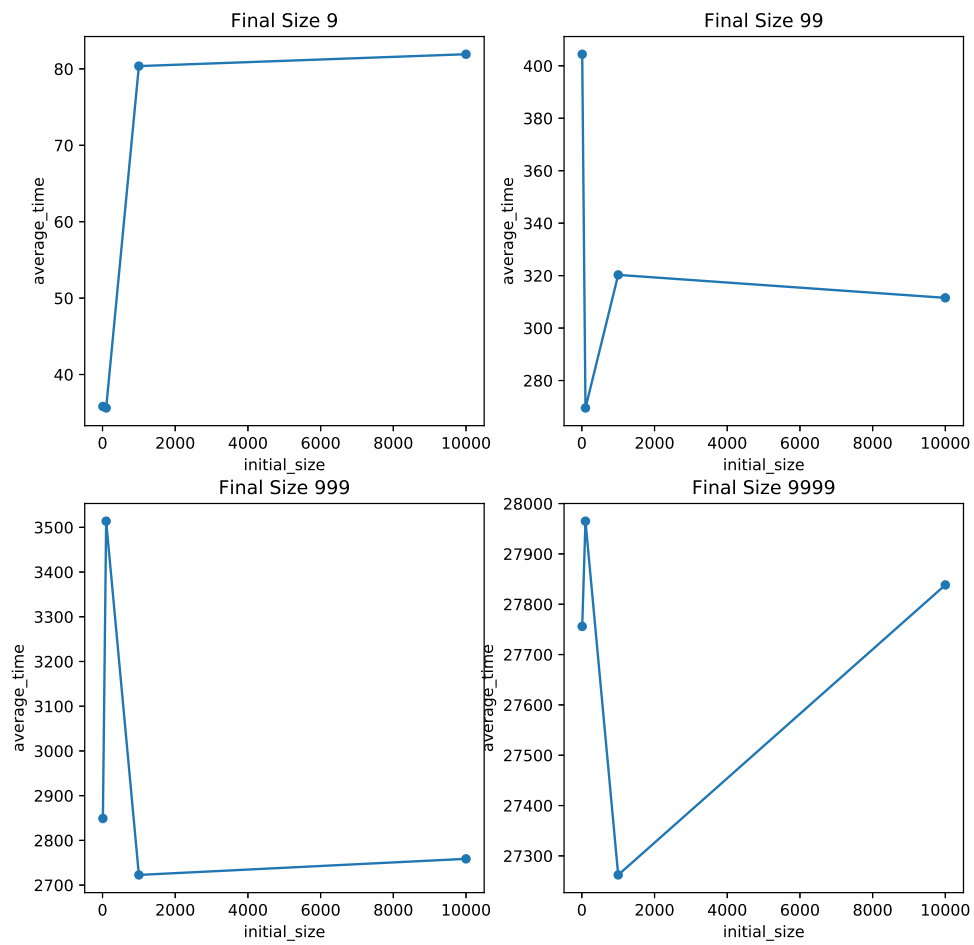 Final Size 9
average_time
80
70
60
50
40
0 2000 4000 6000 8000 10000
initial_size
Final Size 99
average_time
400
380
360
340
320
300
280
0 2000 4000 6000 8000 10000
initial_size
Final Size 999
average_time
3500
3400
3300
3200
3100
3000
2900
2800
2700
0 2000 4000 6000 8000 10000
initial_size
Final Size 9999
average_time
28000
27900
27800
27700
27600
27500
27400
27300
0 2000 4000 6000 8000 10000
initial_size